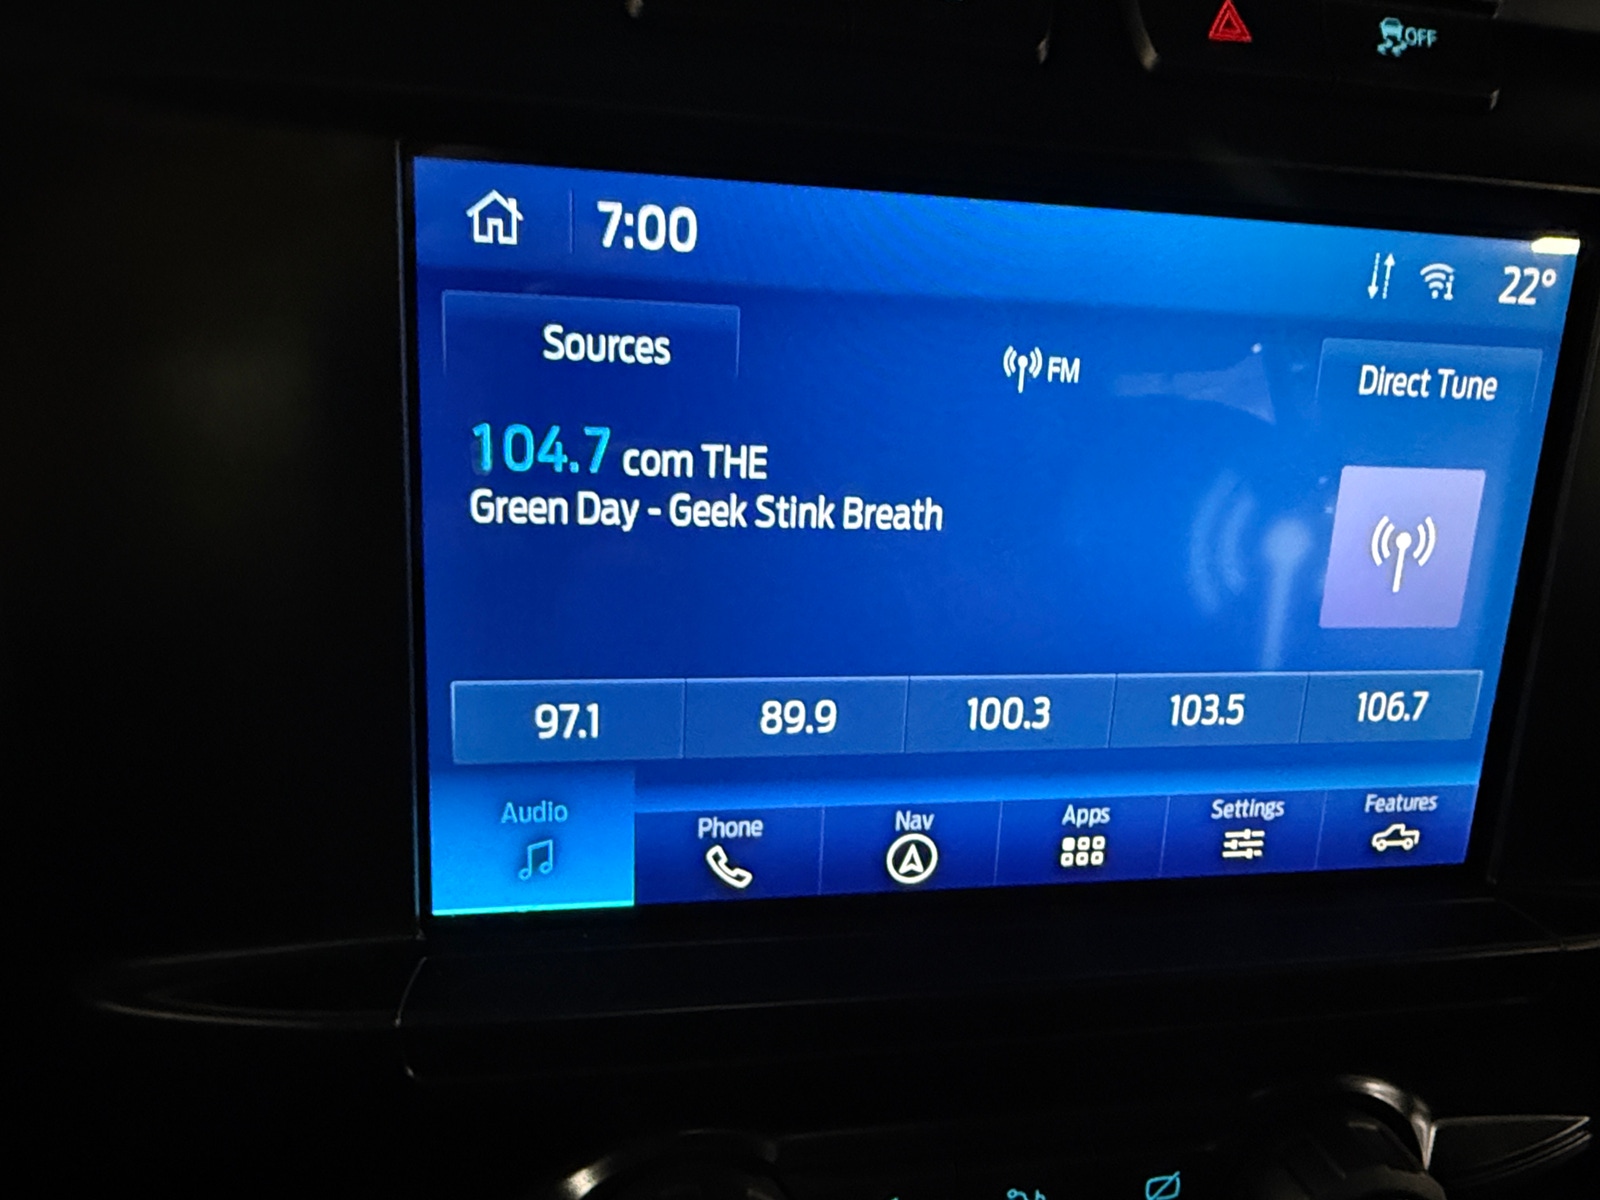 OFF
7:00
22°
Sources
FM
Direct Tune
104.7 com THE
Green Day - Geek Stink Breath
97.1 89.9 100.3 103.5 106.7
Audio Phone Nav Apps Settings Features